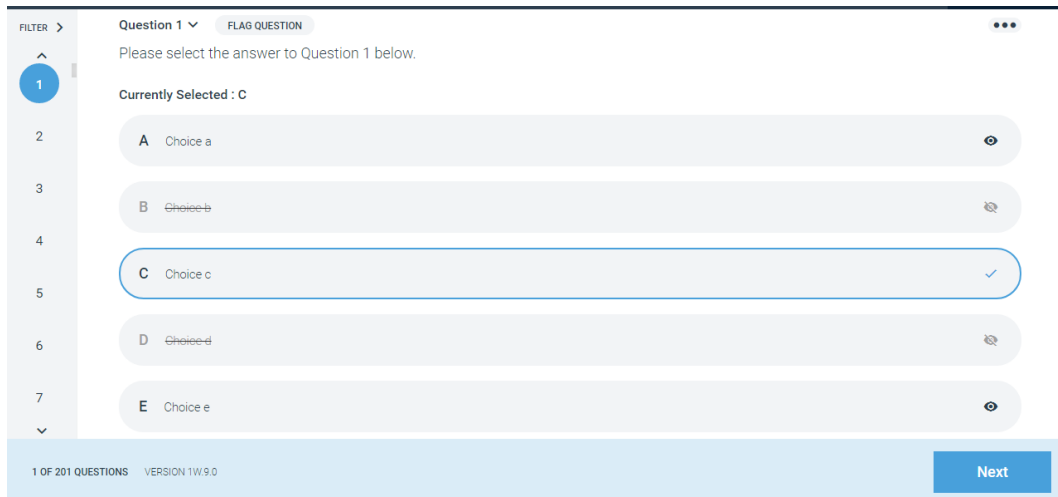 FILTER
Question 1 FLAG QUESTION
Please select the answer to Question 1 below.
1
Currently Selected : C
2
A Choice a
3
B Choice b
4
C Choice c
5
6
D Choice d
7
E Choice e
1 OF 201 QUESTIONS VERSION 1W.9.0
Next